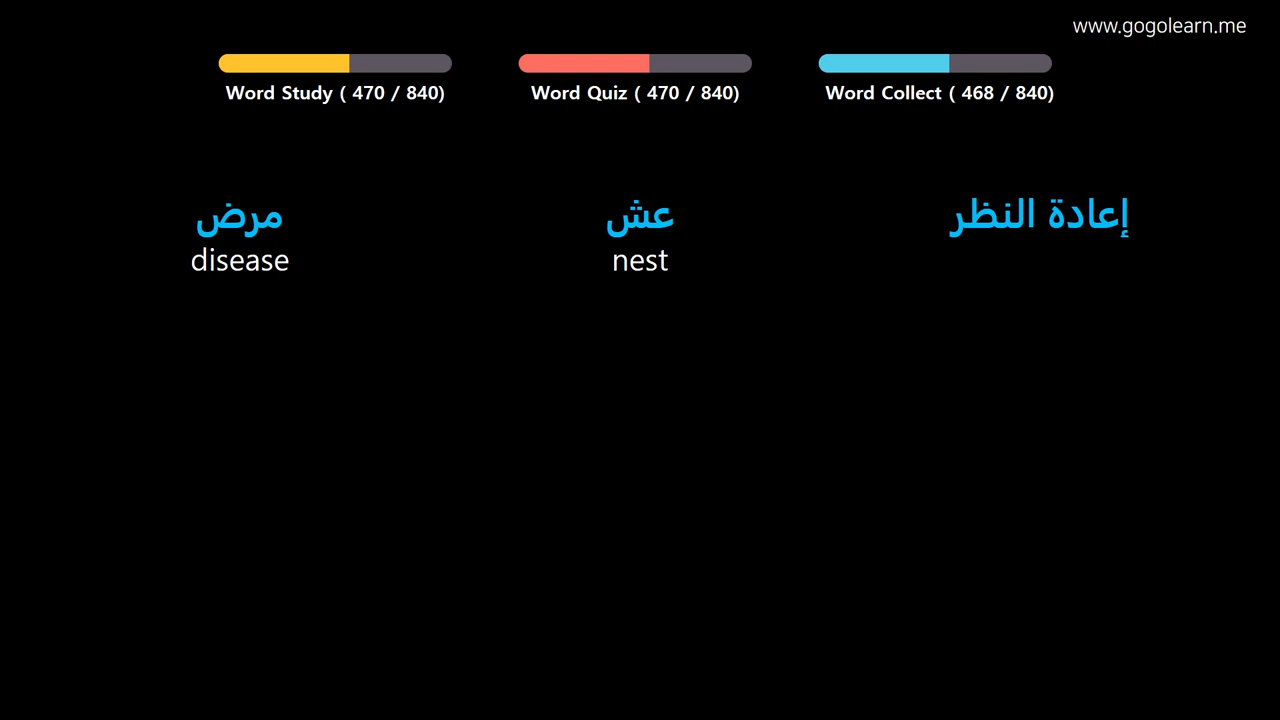 www.gogolearn.me
Word Study ( 470 / 840)
Word Quiz ( 470 / 840)
Word Collect ( 468 / 840)
مرض
disease
عش
nest
إعادة النظر